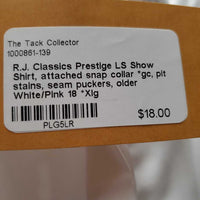 The Tack Collector
1000861-139
R.J. Classics Prestige LS Show
Shirt, attached snap collar *gc, pit
stains, seam puckers, older
White/Pink 18 *Xlg
$18.00
PLG5LR